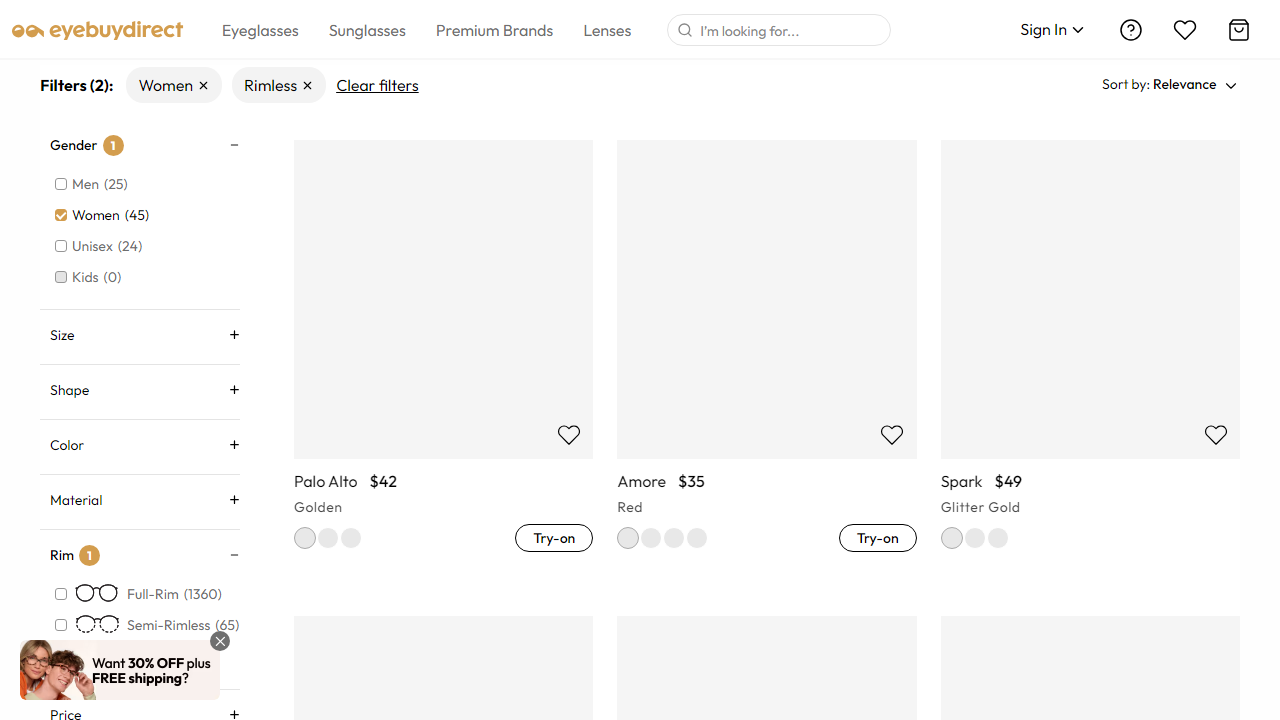 eyebuydirect
Eyeglasses
Sunglasses
Premium Brands
Lenses
I'm looking for...
Sign In
Filters (2):
Women ×
Rimless ×
Clear filters
Sort by: Relevance
Gender 1 −
Men (25)
Women (45)
Unisex (24)
Kids (0)
Size +
Shape +
Color +
Material +
Rim 1 −
Full-Rim (1360)
Semi-Rimless (65)
Want 30% OFF plus
FREE shipping?
Price +
Palo Alto $42
Golden
Try-on
Amore $35
Red
Try-on
Spark $49
Glitter Gold